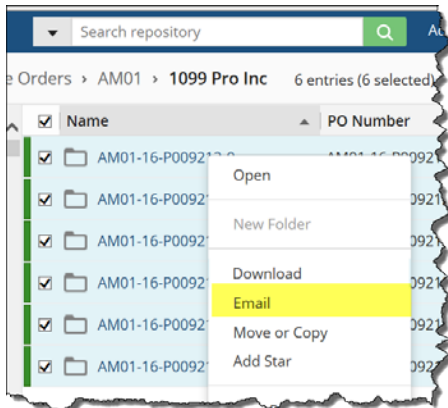 Search repository
e Orders › AM01 › 1099 Pro Inc 6 entries (6 selected)
Name PO Number
AM01-16-P009212-0
Open
AM01-16-P0092
New Folder
AM01-16-P0092
Download
AM01-16-P0092
Email
AM01-16-P0092
Move or Copy
AM01-16-P0092
Add Star